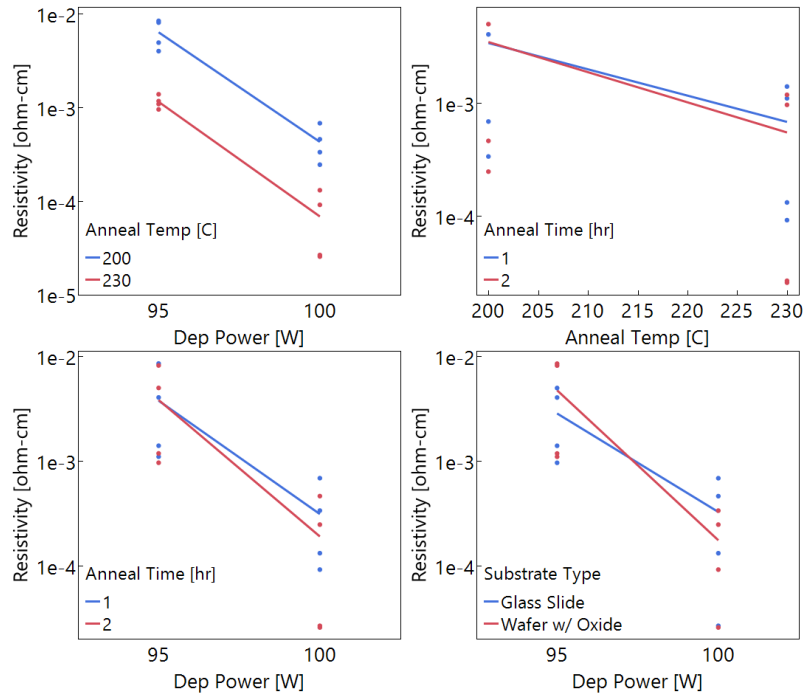 1e-2
1e-3
1e-4
1e-5
Resistivity [ohm-cm]
Anneal Temp [C]
200
230
95 100
Dep Power [W]
1e-3
1e-4
Resistivity [ohm-cm]
Anneal Time [hr]
1
2
200 205 210 215 220 225 230
Anneal Temp [C]
1e-2
1e-3
1e-4
Resistivity [ohm-cm]
Anneal Time [hr]
1
2
95 100
Dep Power [W]
1e-2
1e-3
1e-4
Resistivity [ohm-cm]
Substrate Type
Glass Slide
Wafer w/ Oxide
95 100
Dep Power [W]